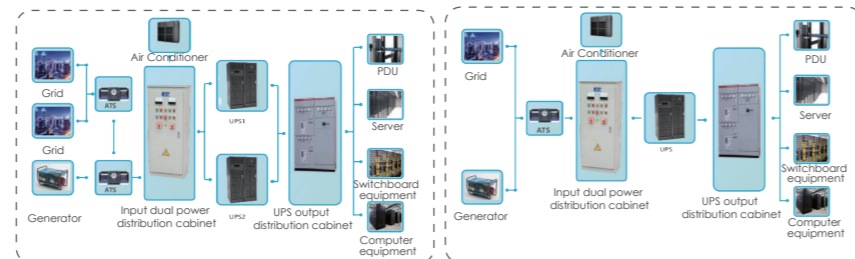 Air Conditioner
Grid
ATS
Grid
Generator
ATS
Input dual power
distribution cabinet
UPS1
UPS2
UPS output
distribution cabinet
PDU
Server
Switchboard
equipment
Computer
equipment
Air Conditioner
Grid
ATS
Generator
Input dual power
distribution cabinet
UPS
UPS output
distribution cabinet
PDU
Server
Switchboard
equipment
Computer
equipment